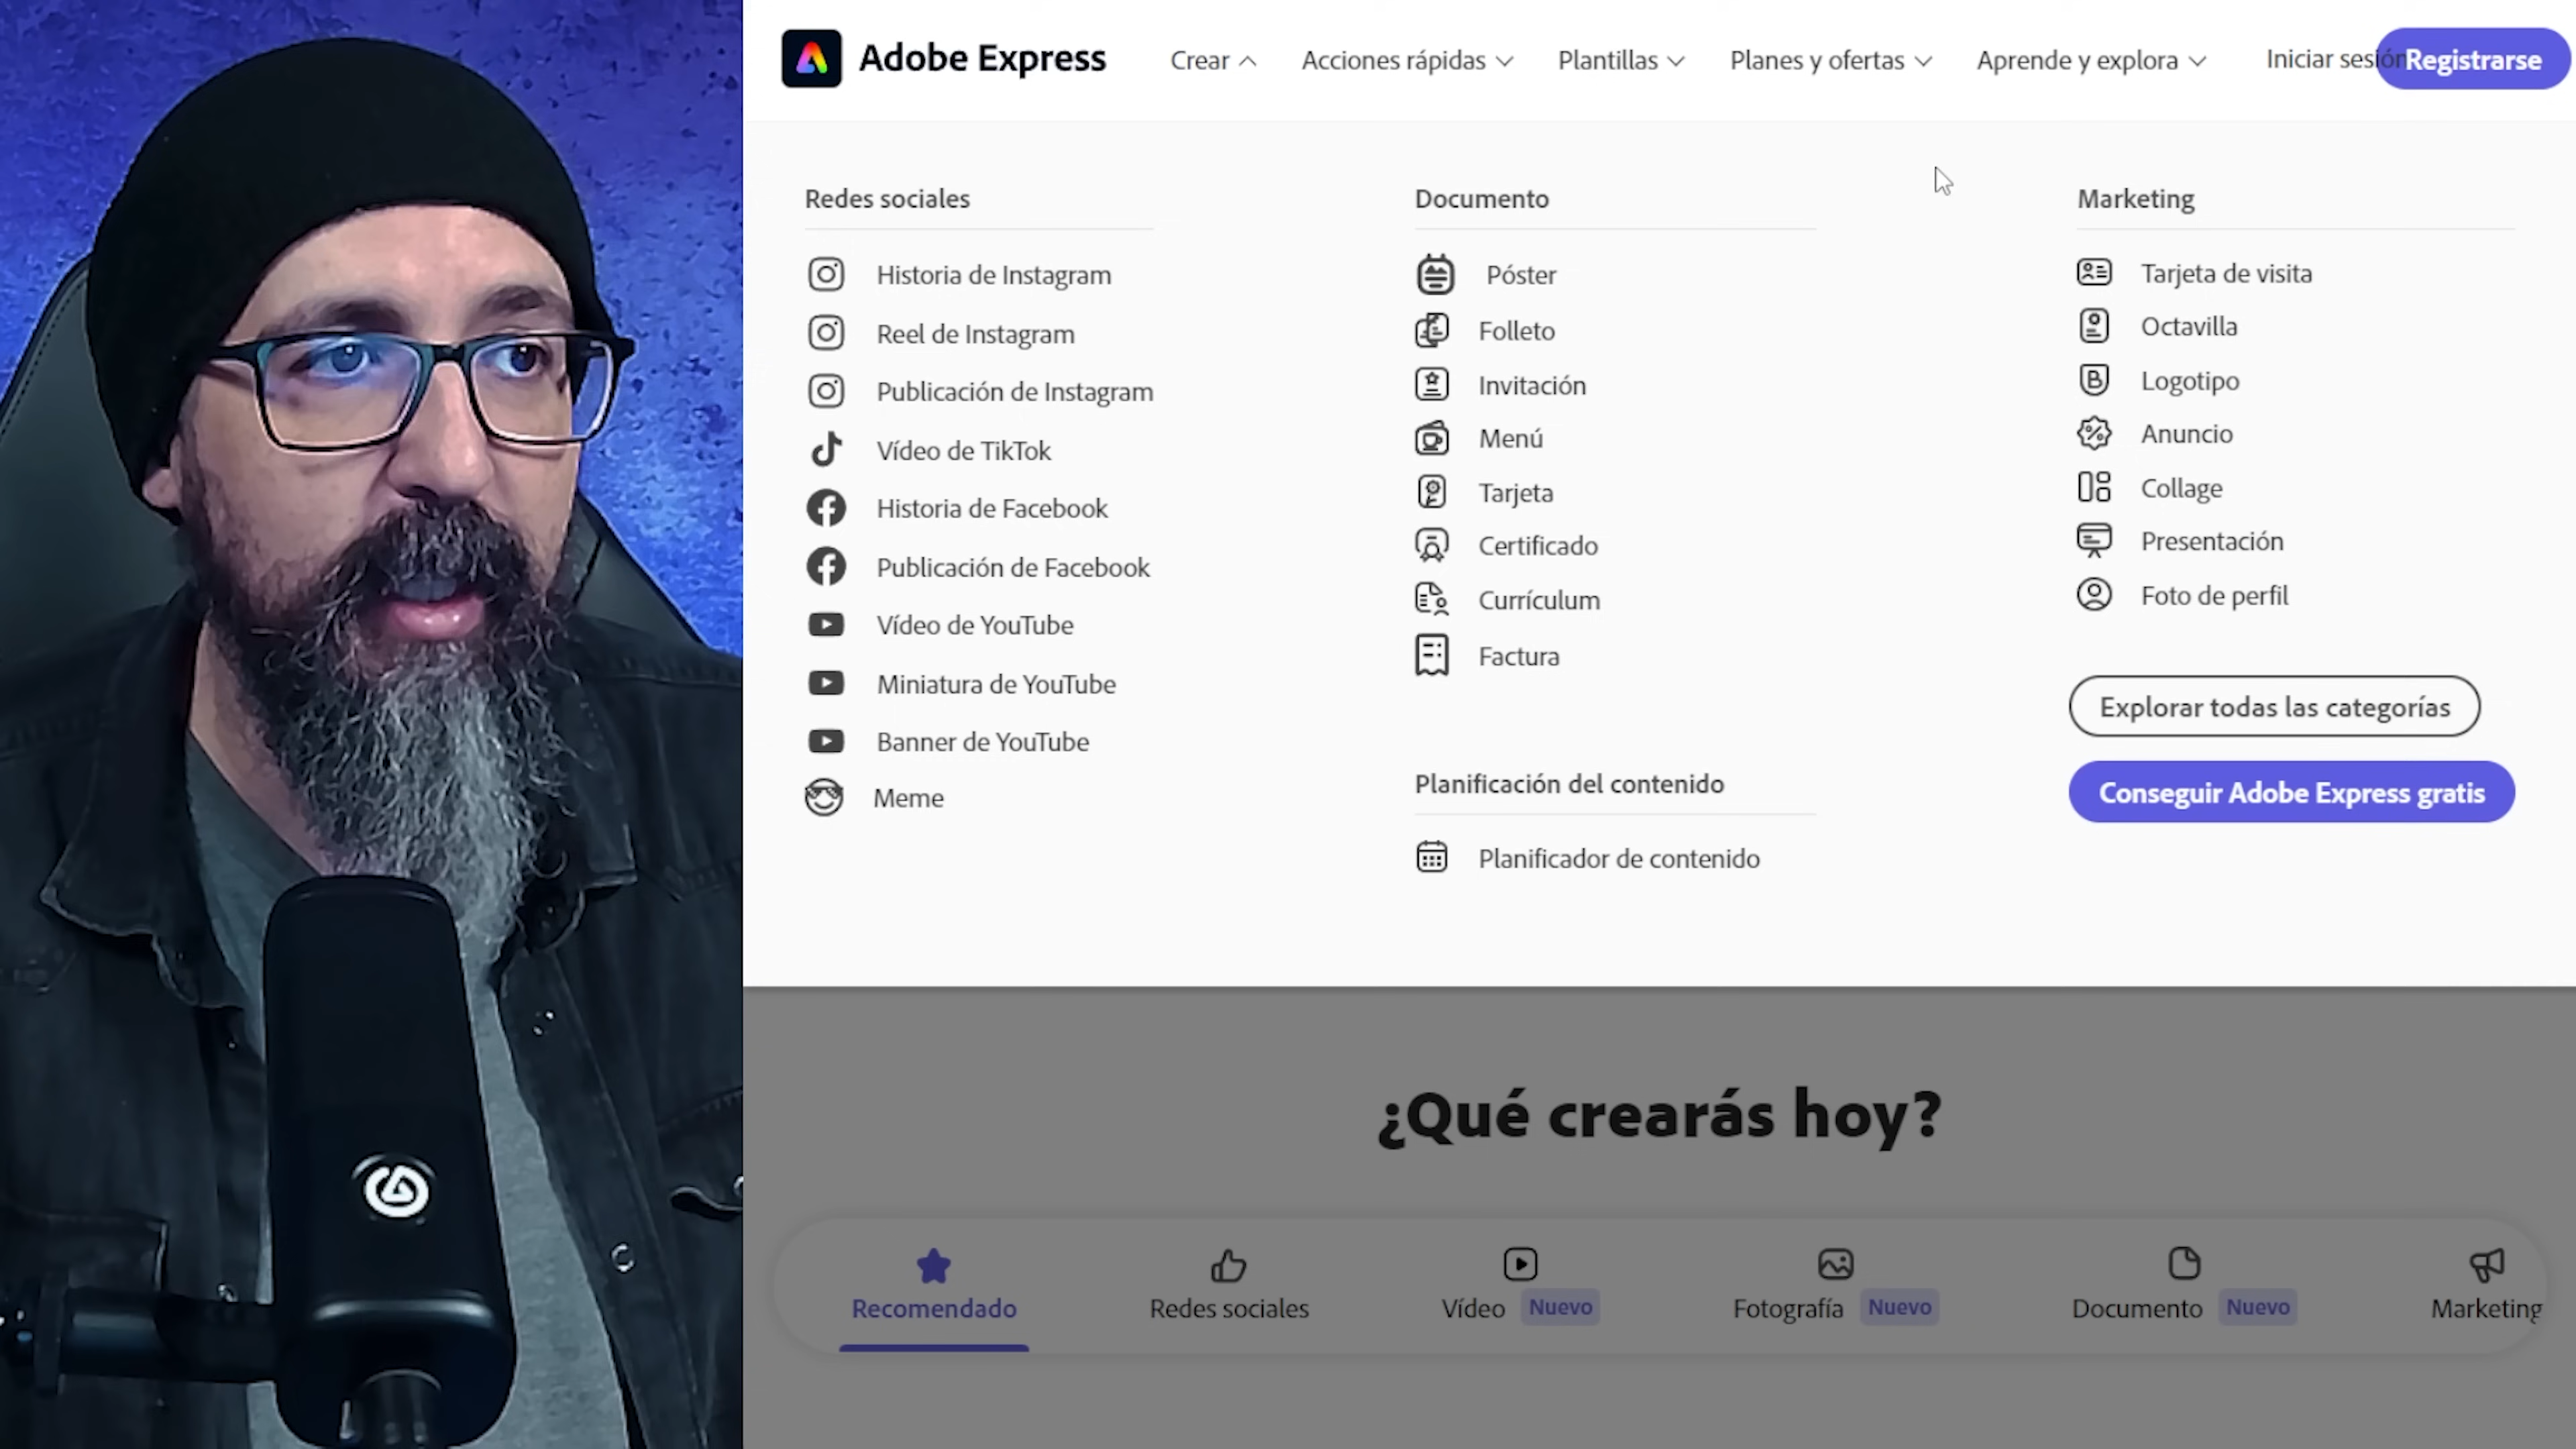 Adobe Express
Crear
Acciones rápidas
Plantillas
Planes y ofertas
Aprende y explora
Iniciar sesión
Registrarse
Redes sociales
Historia de Instagram
Reel de Instagram
Publicación de Instagram
Vídeo de TikTok
Historia de Facebook
Publicación de Facebook
Vídeo de YouTube
Miniatura de YouTube
Banner de YouTube
Meme
Documento
Póster
Folleto
Invitación
Menú
Tarjeta
Certificado
Currículum
Factura
Planificación del contenido
Planificador de contenido
Marketing
Tarjeta de visita
Octavilla
Logotipo
Anuncio
Collage
Presentación
Foto de perfil
Explorar todas las categorías
Conseguir Adobe Express gratis
¿Qué crearás hoy?
Recomendado
Redes sociales
Vídeo Nuevo
Fotografía Nuevo
Documento Nuevo
Marketing